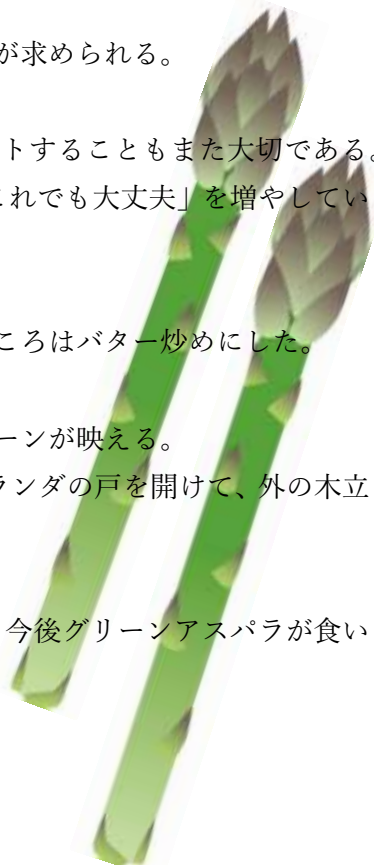 が求められる。
トすることもまた大切である。
これでも大丈夫」を増やしてい
ころはバター炒めにした。
ーンが映える。
ランダの戸を開けて、外の木立
今後グリーンアスパラが食い